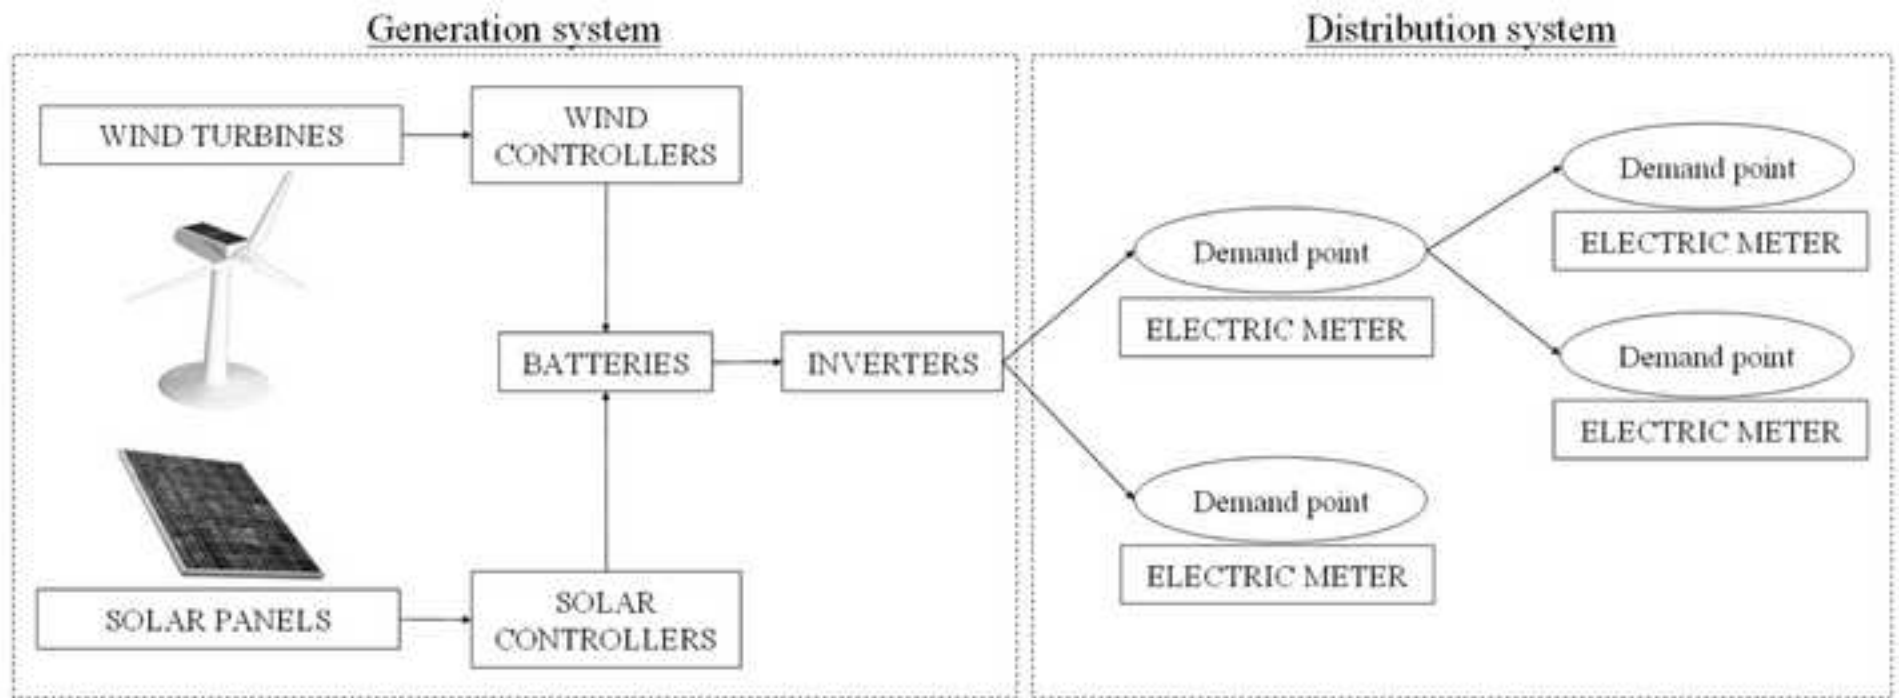 Generation system
Distribution system
WIND TURBINES
WIND
CONTROLLERS
BATTERIES
INVERTERS
SOLAR PANELS
SOLAR
CONTROLLERS
Demand point
ELECTRIC METER
Demand point
ELECTRIC METER
Demand point
ELECTRIC METER
Demand point
ELECTRIC METER